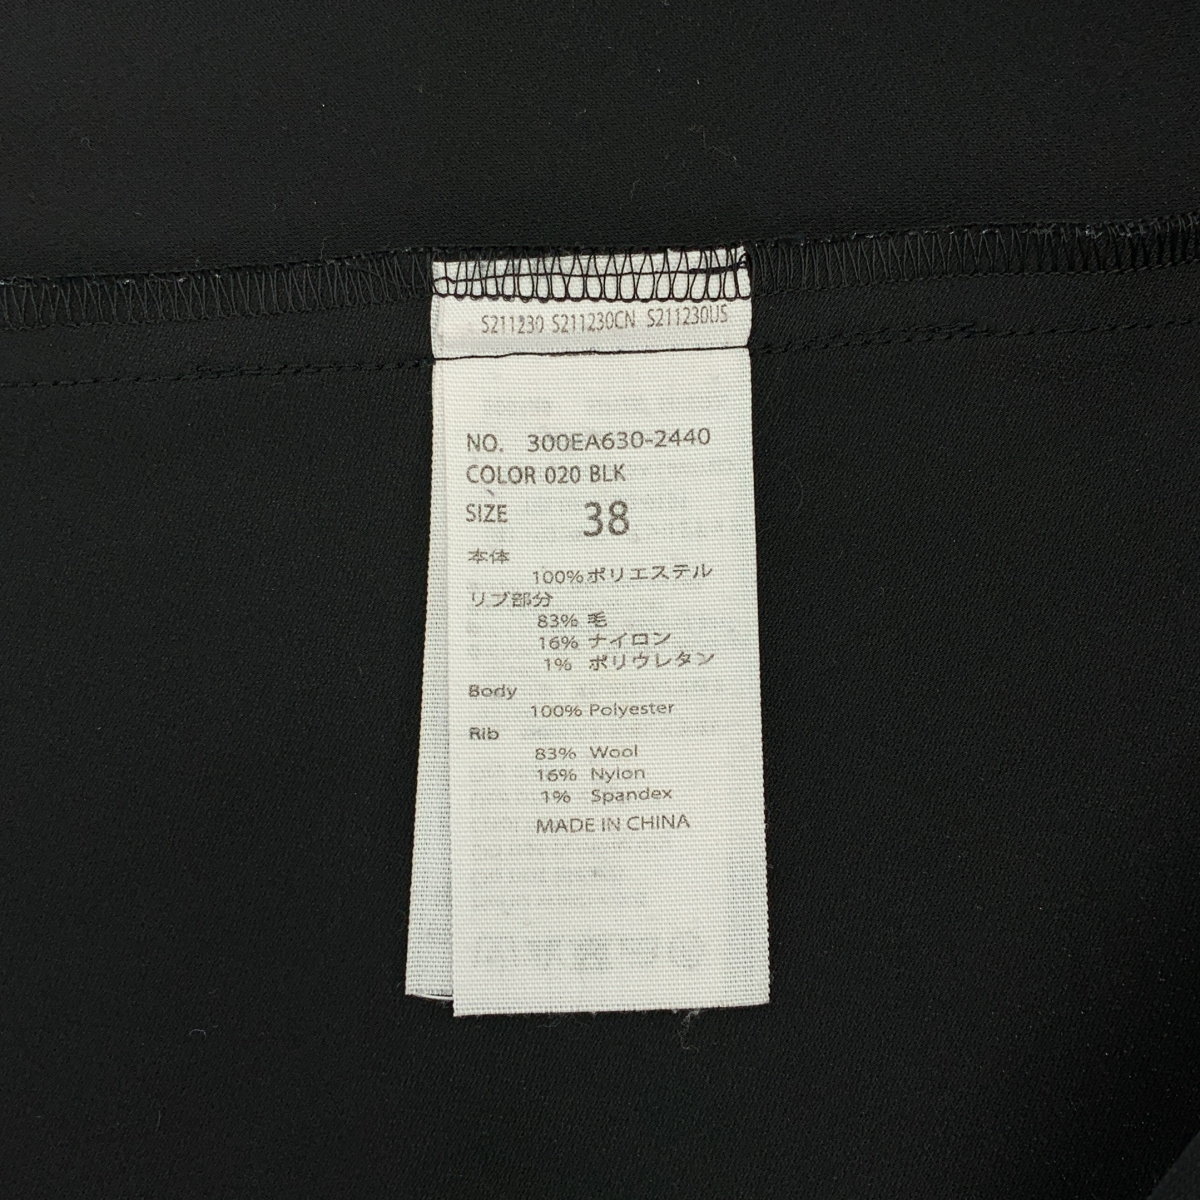 S211230 S211230CN S211230US
NO. 300EA630-2440
COLOR 020 BLK
SIZE 38
本体
100%ポリエステル
リブ部分
83% 毛
16% ナイロン
1% ポリウレタン
Body
100% Polyester
Rib
83% Wool
16% Nylon
1% Spandex
MADE IN CHINA